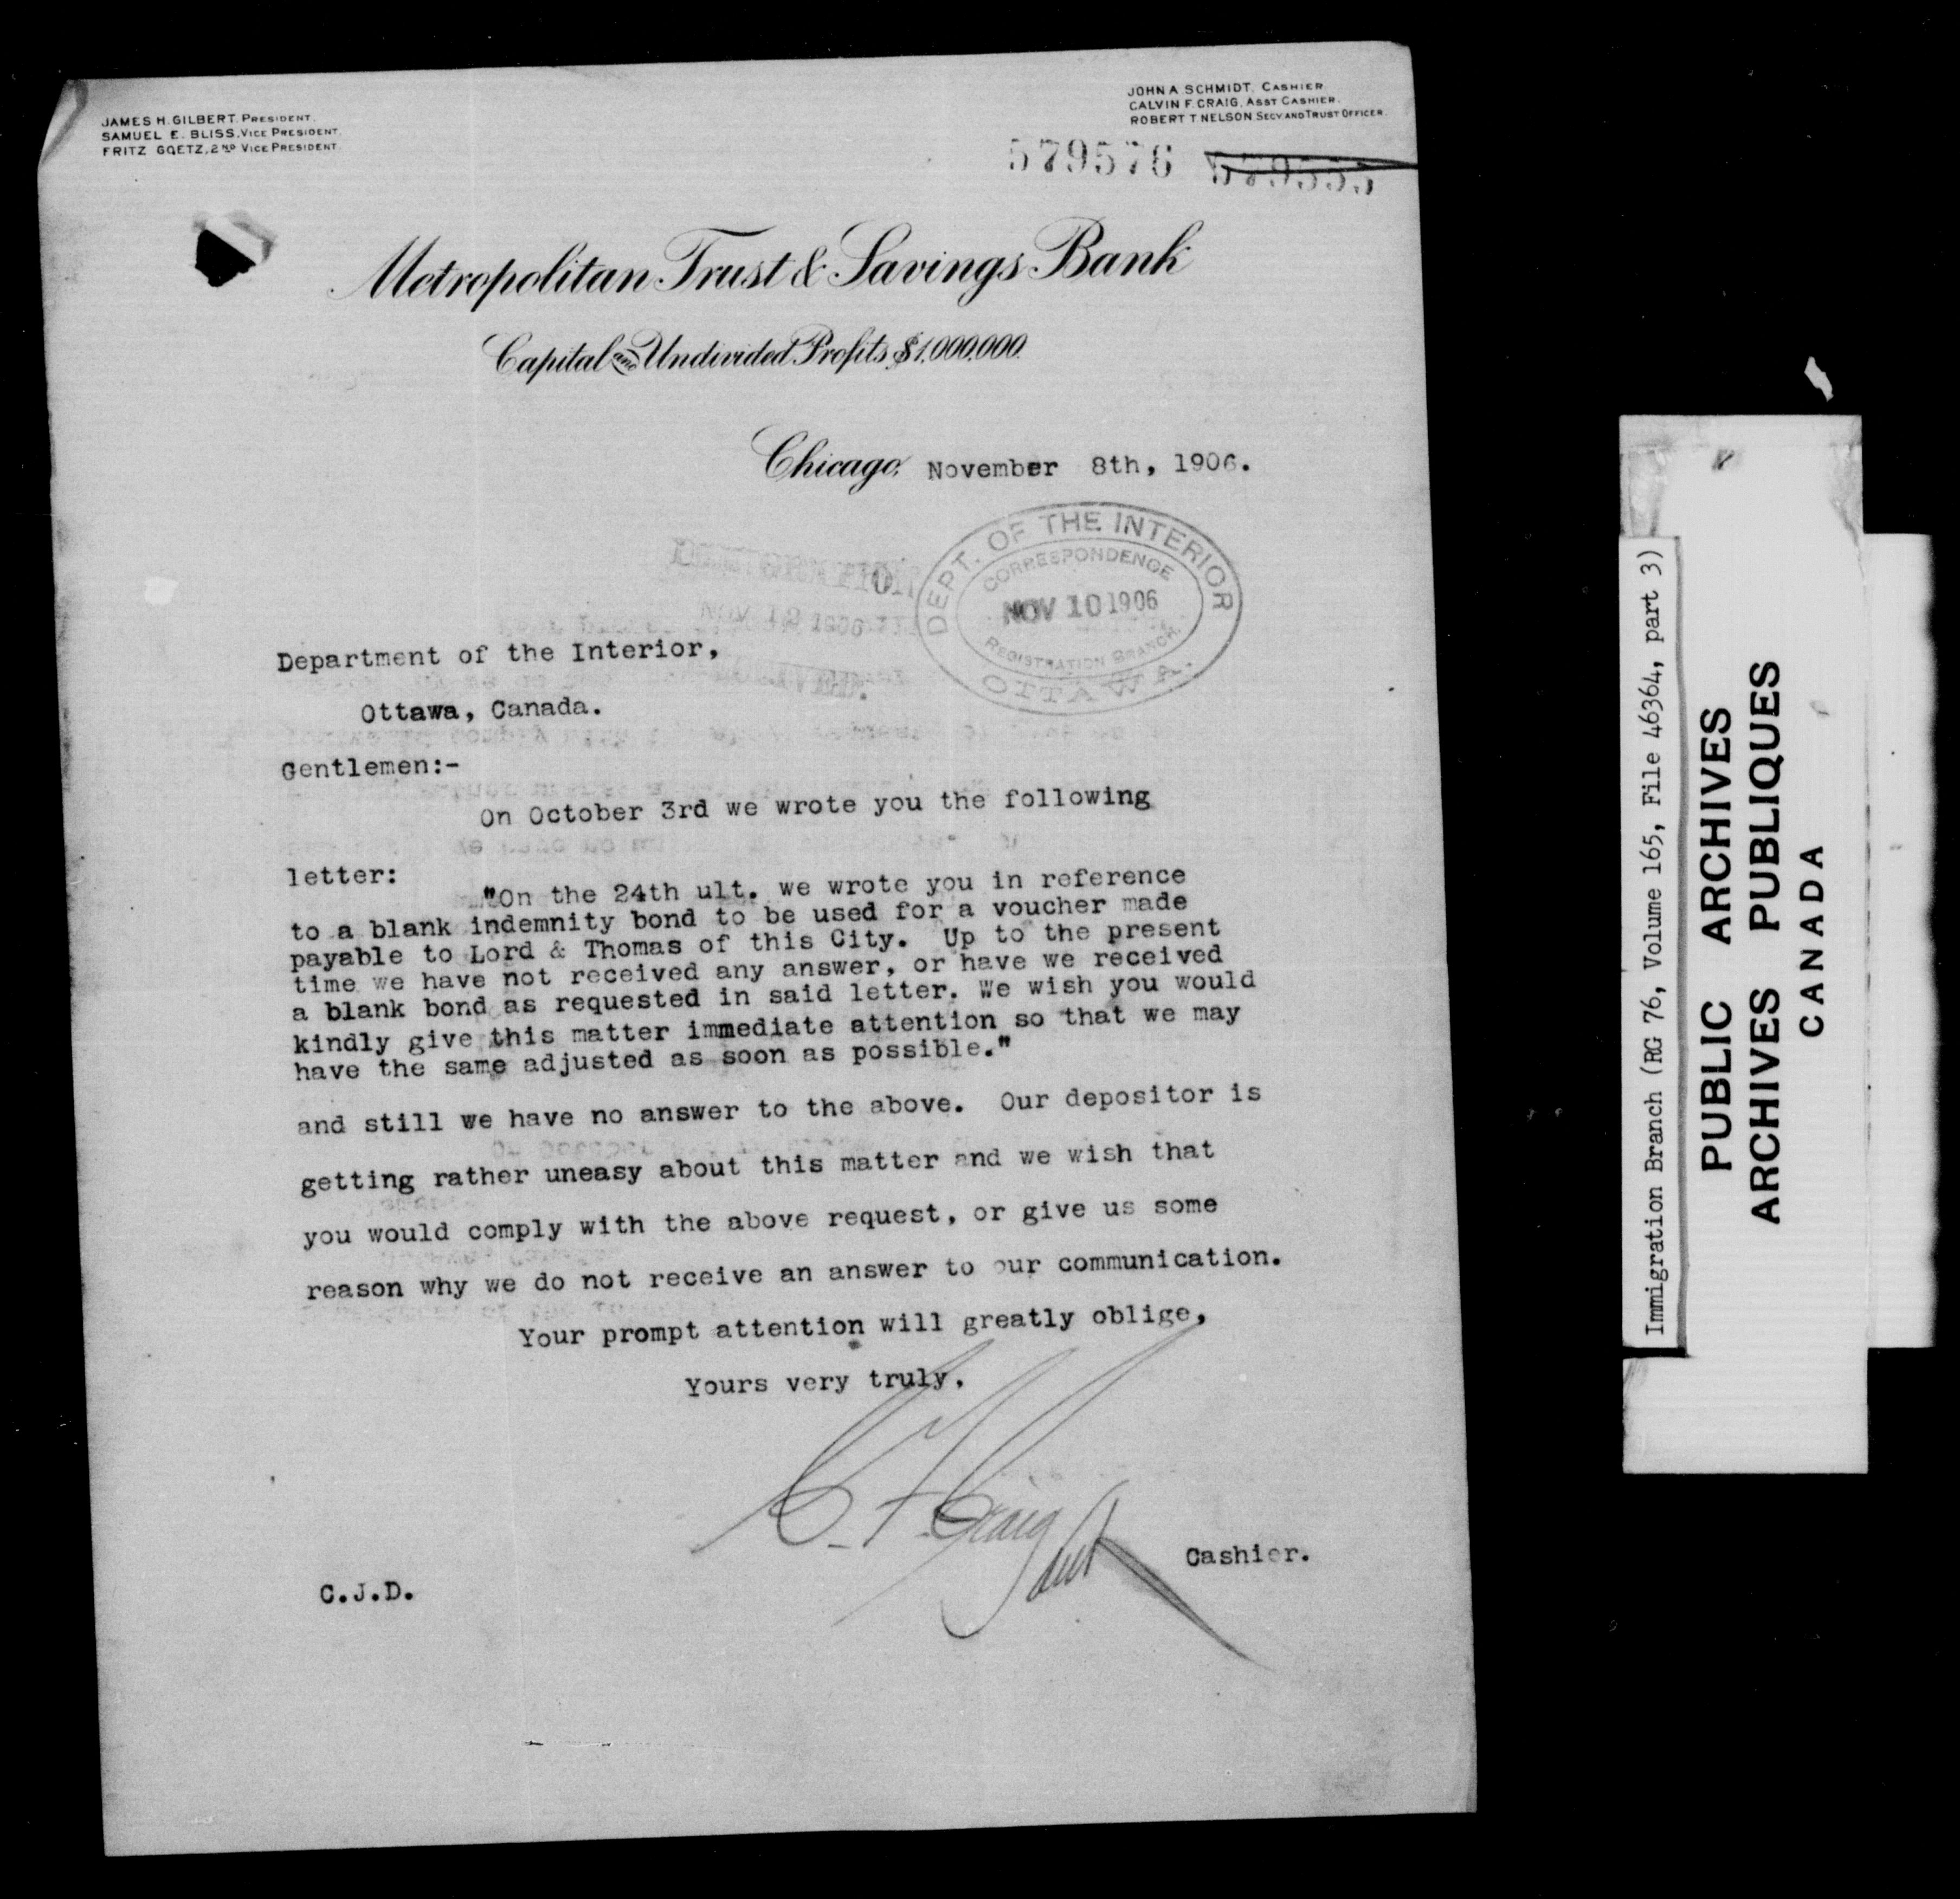 JAMES H. GILBERT. PRESIDENT.
SAMUEL E. BLISS, VICE PRESIDENT.
FRITZ GOETZ, 2ND VICE PRESIDENT.
JOHN A. SCHMIDT, CASHIER.
CALVIN F. CRAIG, ASST CASHIER.
ROBERT T. NELSON SECY AND TRUST OFFICER.
579576 579555
Metropolitan Trust & Savings Bank
Capital and Undivided Profits $1,000,000.
Chicago, November 8th, 1906.
DEPT. OF THE INTERIOR
CORRESPONDENCE
NOV 10 1906
REGISTRATION BRANCH
OTTAWA.
IMMIGRATION
NOV 12 1906
Department of the Interior,
Ottawa, Canada.
Gentlemen:-
On October 3rd we wrote you the following
letter:
"On the 24th ult. we wrote you in reference
to a blank indemnity bond to be used for a voucher made
payable to Lord & Thomas of this City. Up to the present
time we have not received any answer, or have we received
a blank bond as requested in said letter. We wish you would
kindly give this matter immediate attention so that we may
have the same adjusted as soon as possible."
and still we have no answer to the above. Our depositor is
getting rather uneasy about this matter and we wish that
you would comply with the above request, or give us some
reason why we do not receive an answer to our communication.
Your prompt attention will greatly oblige,
Yours very truly,
C. F. Craig
Cashier.
C.J.D.
Immigration Branch (RG 76, Volume 165, File 46364, part 3)
PUBLIC ARCHIVES
ARCHIVES PUBLIQUES
CANADA